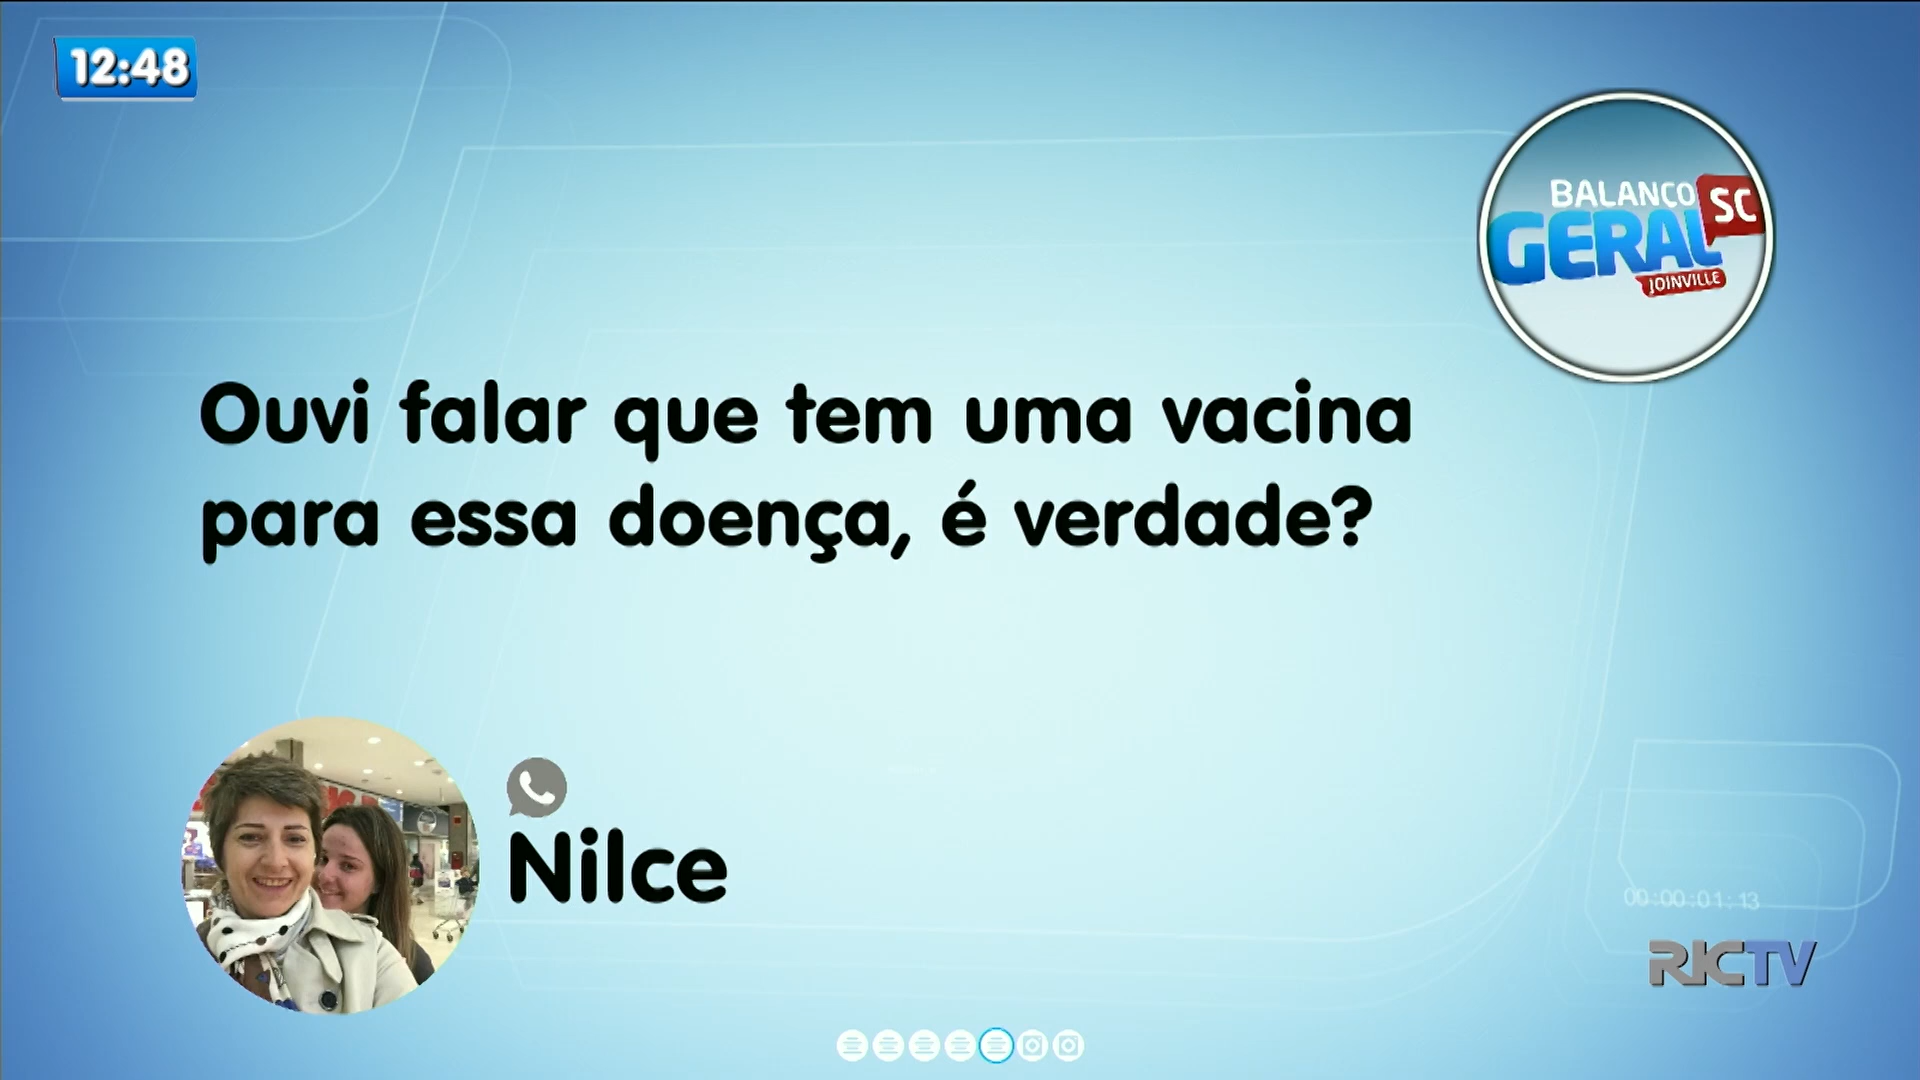 12:48
BALANÇO
GERAL SC
JOINVILLE
Ouvi falar que tem uma vacina
para essa doença, é verdade?
Nilce
00:00:01:13
RICTV